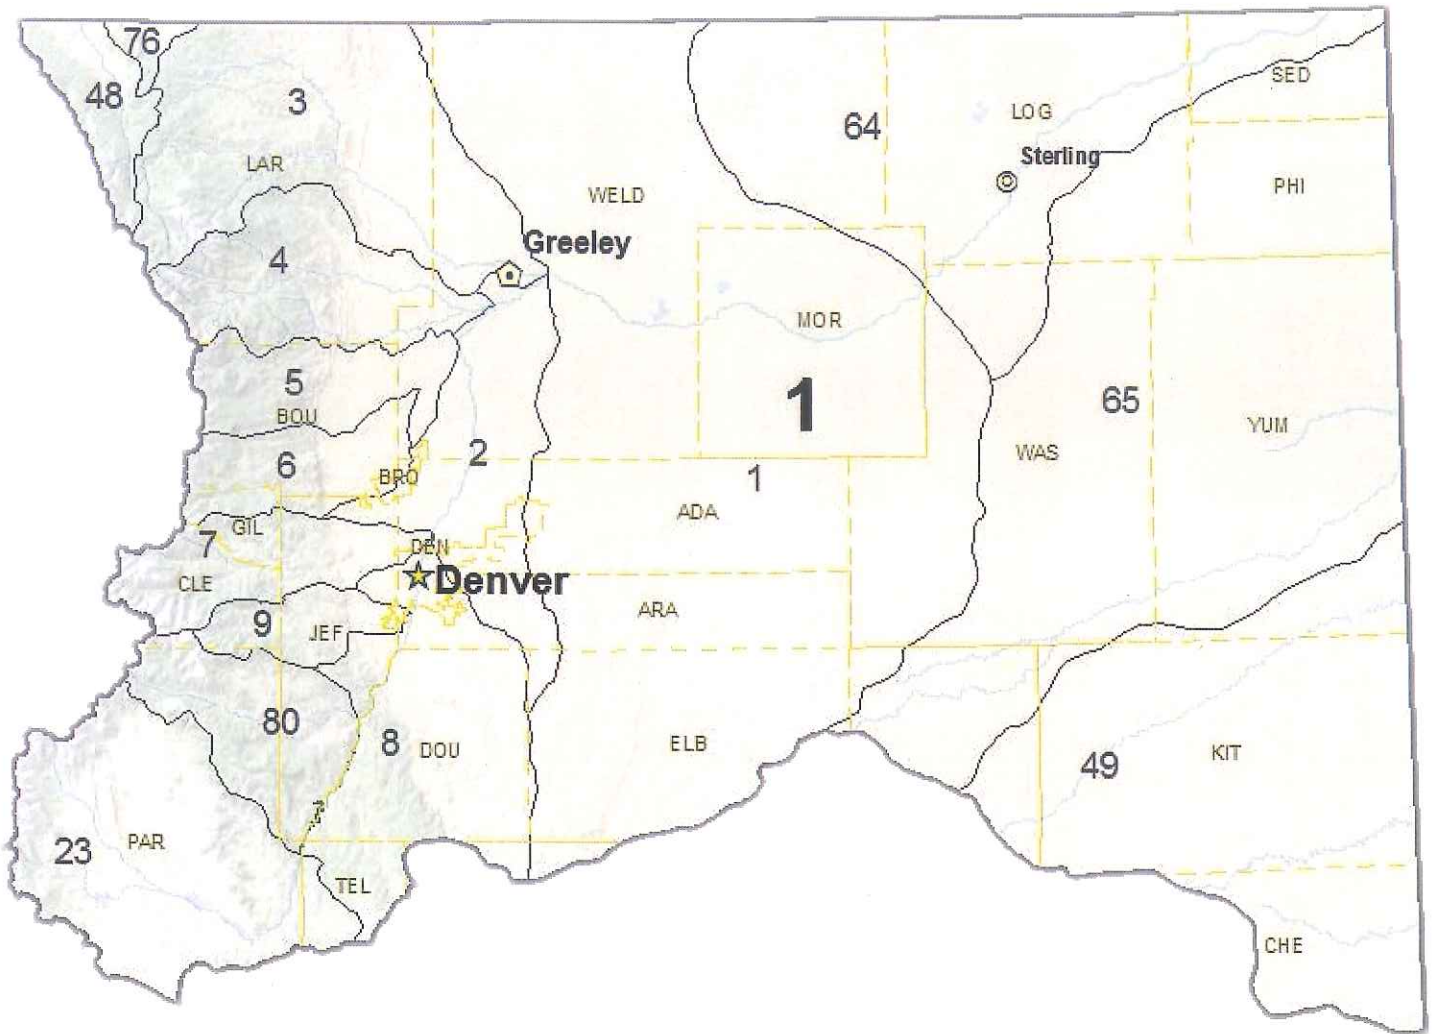 76
48
3
SED
LOG
64
Sterling
LAR
PHI
WELD
Greeley
4
MOR
5
1
65
BOU
YUM
2
WAS
6
BRO
1
ADA
GIL
7
DEN
CLE
Denver
ARA
9
JEF
80
8
DOU
ELB
KIT
49
PAR
23
TEL
CHE